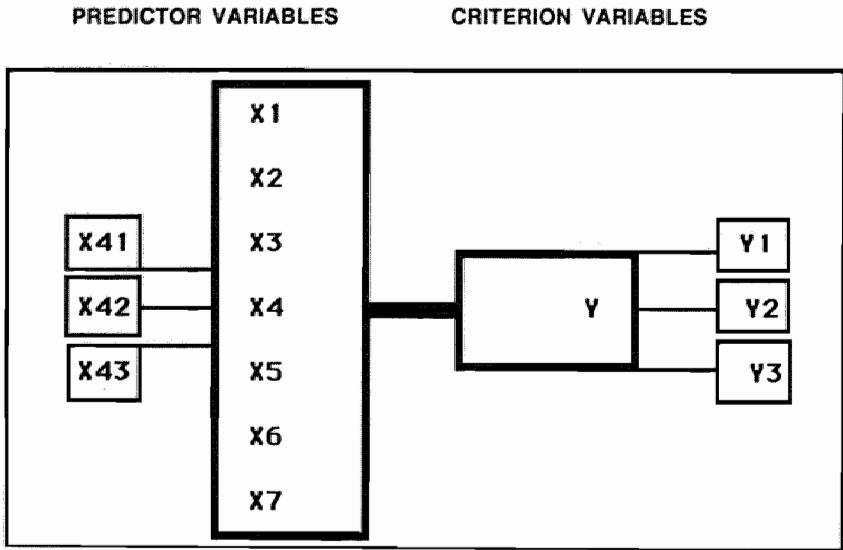 PREDICTOR VARIABLES
CRITERION VARIABLES
X1
X2
X3
X4
X5
X6
X7
X41
X42
X43
Y
Y1
Y2
Y3